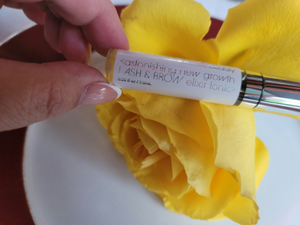 <astonishing new growth
LASH & BROW elixir tonic>